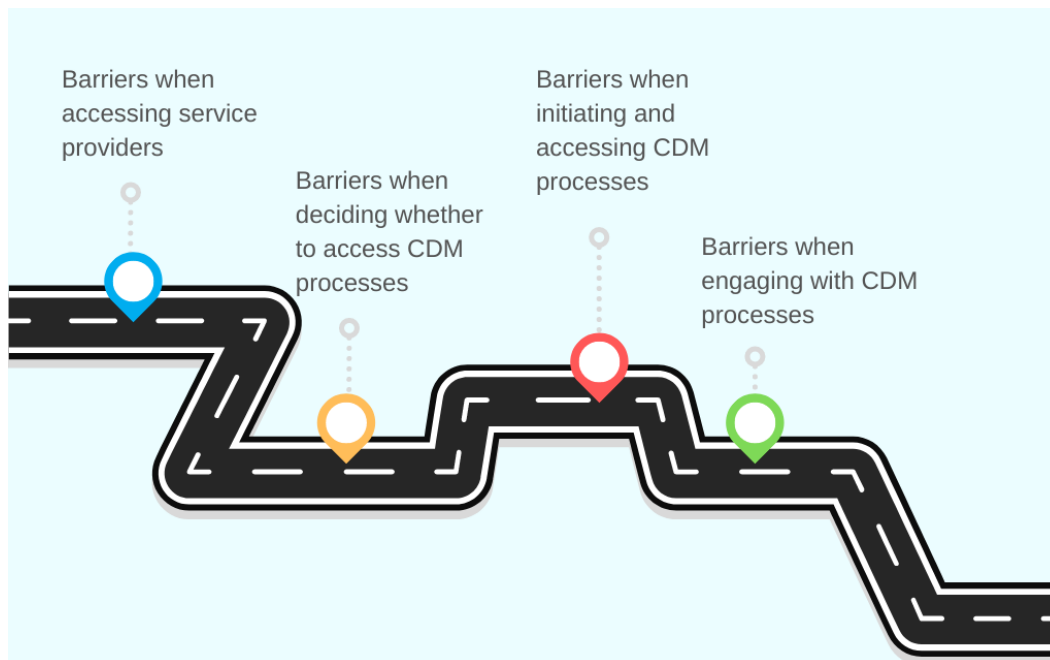 Barriers when
accessing service
providers
Barriers when
deciding whether
to access CDM
processes
Barriers when
initiating and
accessing CDM
processes
Barriers when
engaging with CDM
processes